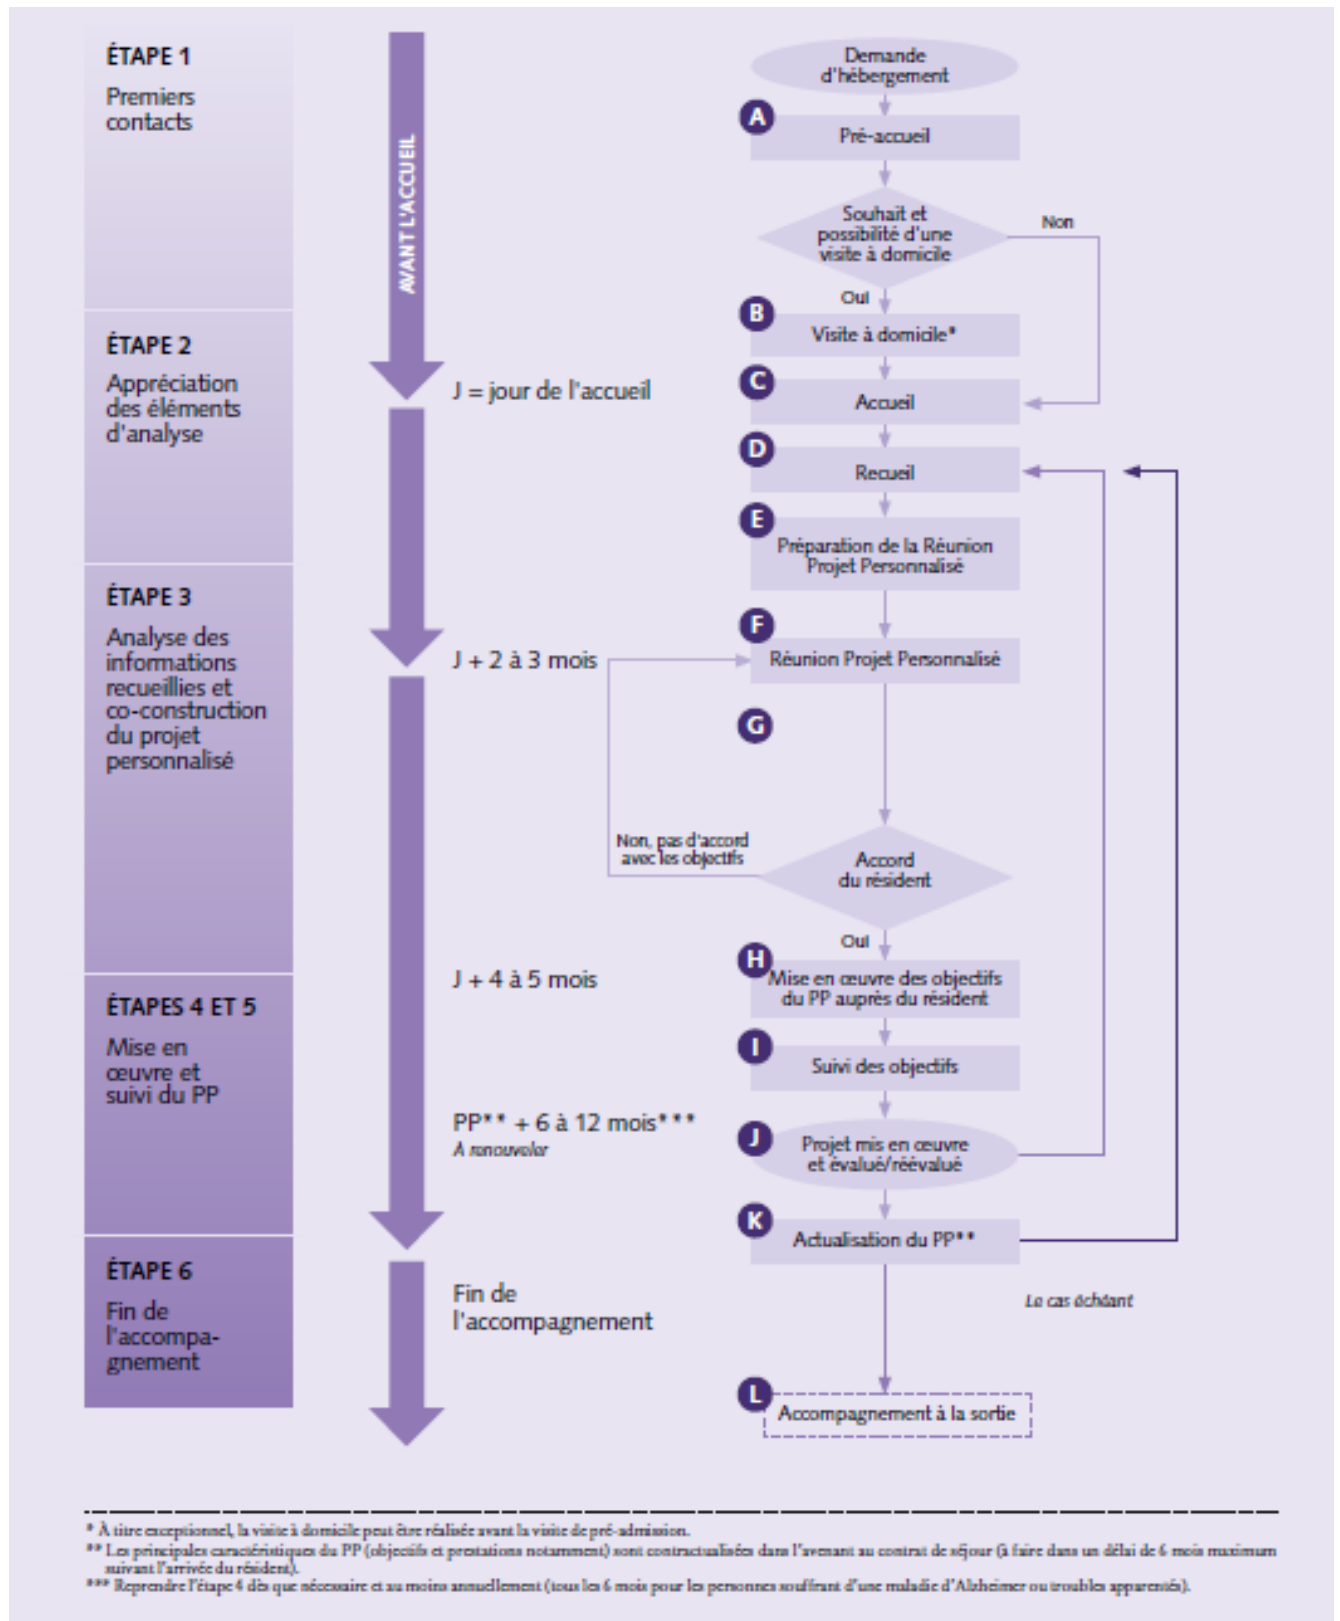 ÉTAPE 1
Premiers
contacts
ÉTAPE 2
Appréciation
des éléments
d'analyse
ÉTAPE 3
Analyse des
informations
recueillies et
co-construction
du projet
personnalisé
ÉTAPES 4 ET 5
Mise en
œuvre et
suivi du PP
ÉTAPE 6
Fin de
l'accompa-
gnement
AVANT L'ACCUEIL
J = jour de l'accueil
J + 2 à 3 mois
J + 4 à 5 mois
PP** + 6 à 12 mois***
A renouveler
Fin de
l'accompagnement
Demande
d'hébergement
A
Pré-accueil
Souhait et
possibilité d'une
visite à domicile
Non
Oui
B
Visite à domicile*
C
Accueil
D
Recueil
E
Préparation de la Réunion
Projet Personnalisé
F
Réunion Projet Personnalisé
G
Non, pas d'accord
avec les objectifs
Accord
du résident
Oui
H
Mise en œuvre des objectifs
du PP auprès du résident
I
Suivi des objectifs
J
Projet mis en œuvre
et évalué/réévalué
K
Actualisation du PP**
Le cas échéant
L
Accompagnement à la sortie
* À titre exceptionnel, la visite à domicile peut être réalisée avant la visite de pré-admission.
** Les principales caractéristiques du PP (objectifs et prestations notamment) sont contractualisées dans l'avenant au contrat de séjour (à faire dans un délai de 6 mois maximum
suivant l'arrivée du résident).
*** Reprendre l'étape 4 dès que nécessaire et au moins annuellement (tous les 6 mois pour les personnes souffrant d'une maladie d'Alzheimer ou troubles apparentés).